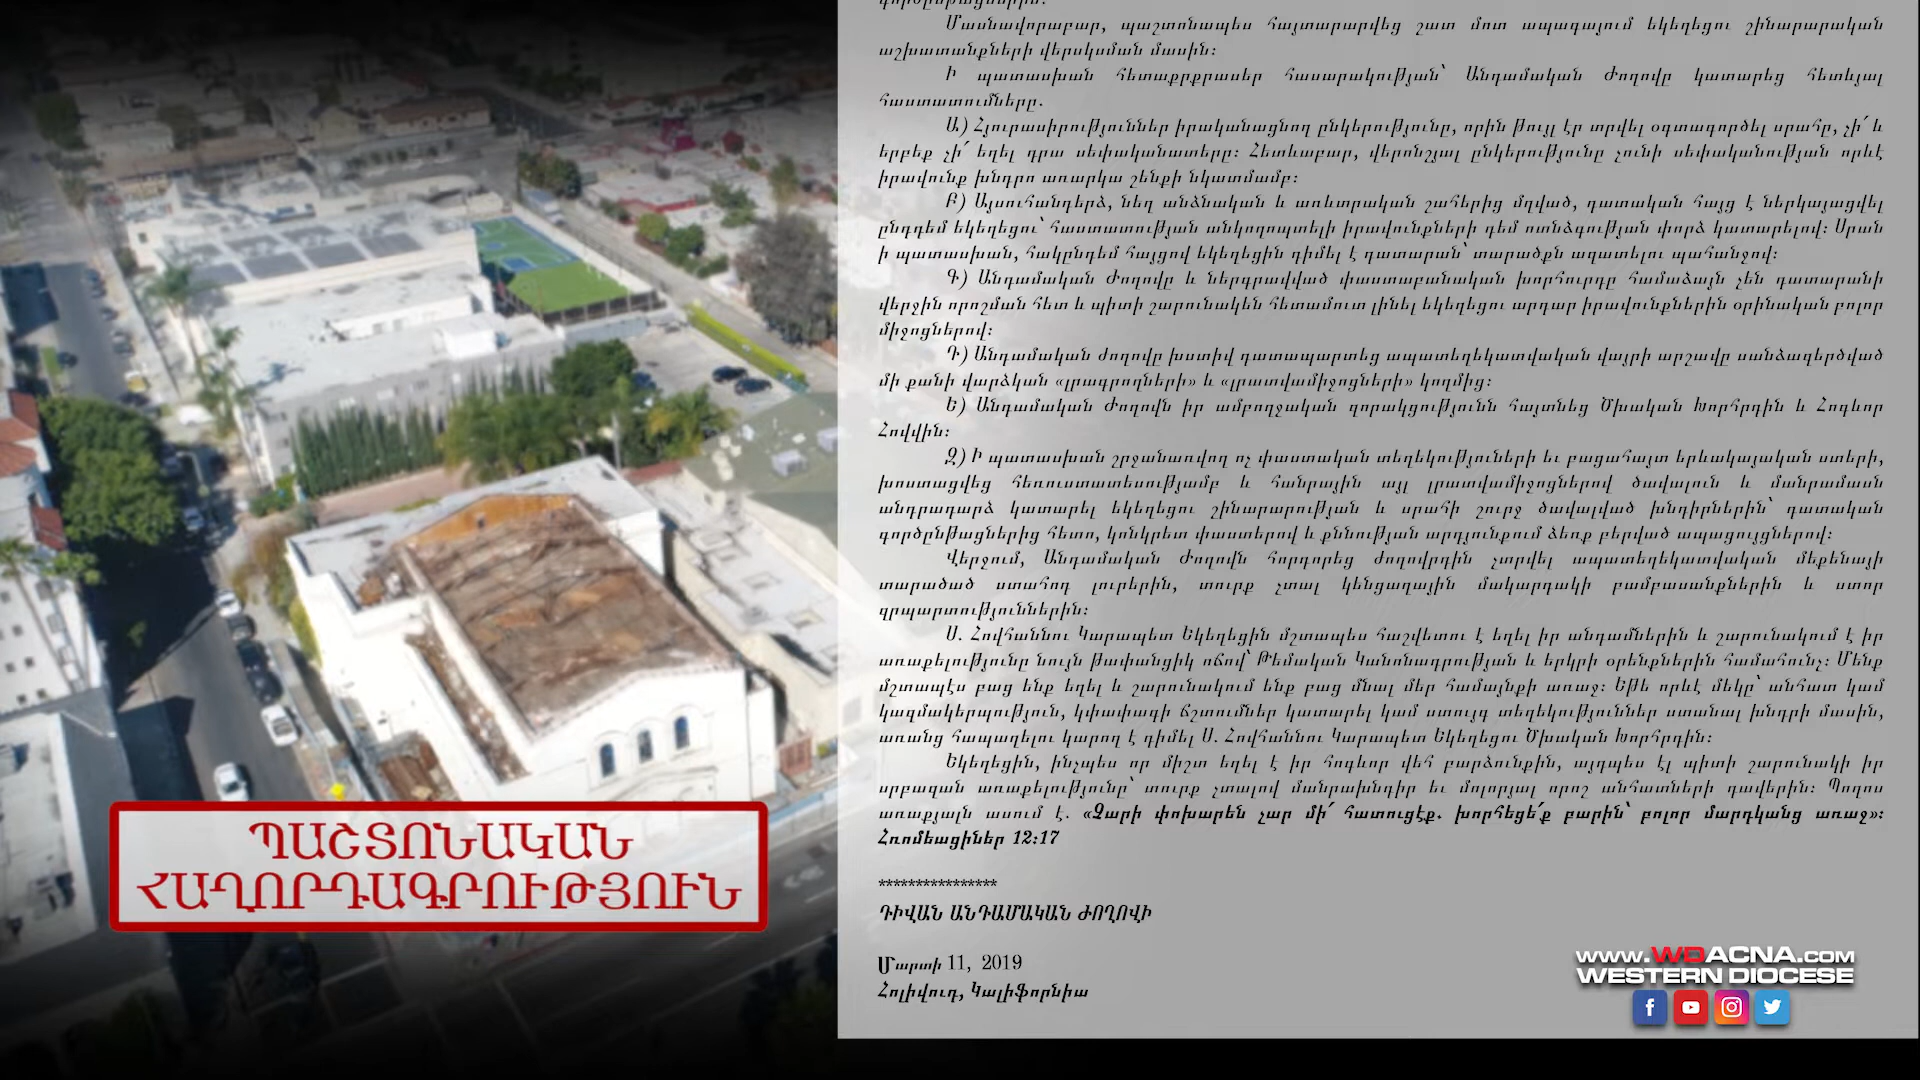 Մասնավորաբար, պաշտոնապես հայտարարվեց շատ մոտ ապագայում եկեղեցու շինարարական
աշխատանքների վերսկսման մասին:
Ի պատասխան հետաքրքրասեր հասարակության՝ Անդամական Ժողովը կատարեց հետևյալ
հաստատումները.
Ա) Հյուրասիրություններ իրականացնող ընկերությունը, որին թույլ էր տրվել օգտագործել սրահը, չի՛ և
երբեք չի՛ եղել դրա սեփականատերը: Հետևաբար, վերոնշյալ ընկերությունը չունի սեփականության որևէ
իրավունք խնդրո առարկա շենքի նկատմամբ:
Բ) Այսուհանդերձ, նեղ անձնական և առևտրական շահերից մղված, դատական հայց է ներկայացվել
ընդդեմ եկեղեցու՝ հաստատության անկողոպտելի իրավունքների դեմ ոտնձգության փորձ կատարելով: Սրան
ի պատասխան, հակընդեմ հայցով եկեղեցին դիմել է դատարան՝ տարածքն ազատելու պահանջով:
Գ) Անդամական Ժողովը և ներգրավված փաստաբանական խորհուրդը համաձայն չեն դատարանի
վերջին որոշման հետ և պիտի շարունակեն հետամուտ լինել եկեղեցու արդար իրավունքներին օրինական բոլոր
միջոցներով:
Դ) Անդամական ժողովը խստիվ դատապարտեց ապատեղեկատվական վայրի արշավը սանձազերծված
մի քանի վարձկան «լրագրողների» և «լրատվամիջոցների» կողմից:
Ե) Անդամական Ժողովն իր ամբողջական զորակցությունն հայտնեց Ծխական Խորհրդին և Հոգևոր
Հովվին:
Զ) Ի պատասխան շրջանառվող ոչ փաստական տեղեկություների եւ բացահայտ երևակայական ստերի,
խոստացվեց հեռուստատեսությամբ և հանրային այլ լրատվամիջոցներով ծավալուն և մանրամասն
անդրադարձ կատարել եկեղեցու շինարարության և սրահի շուրջ ծավալված խնդիրներին՝ դատական
գործընթացներից հետո, կոնկրետ փաստերով և քննության արդյունքում ձեռք բերված ապացույցներով:
Վերջում, Անդամական Ժողովն հորդորեց ժողովրդին չտրվել ապատեղեկատվական մեքենայի
տարածած ստահոդ լուրերին, տուրք չտալ կենցաղային մակարդակի բամբասանքներին և ստոր
զրպարտություններին:
Ս. Հովհաննու Կարապետ Եկեղեցին մշտապես հաշվետու է եղել իր անդամներին և շարունակում է իր
առաքելությունը նույն թափանցիկ ոճով՝ Թեմական Կանոնագրության և երկրի օրենքներին համահունչ: Մենք
մշտապէս բաց ենք եղել և շարունակում ենք բաց մնալ մեր համայնքի առաջ: Եթե որևէ մեկը՝ անհատ կամ
կազմակերպություն, կփափագի ճշտումներ կատարել կամ ստույգ տեղեկություններ ստանալ խնդրի մասին,
առանց հապաղելու կարող է դիմել Ս. Հովհաննու Կարապետ Եկեղեցու Ծխական Խորհրդին:
Եկեղեցին, ինչպես որ միշտ եղել է իր հոգևոր վեհ բարձունքին, այդպես էլ պիտի շարունակի իր
սրբազան առաքելությունը՝ տուրք չտալով մանրախնդիր եւ մոլորյալ որոշ անհատների դավերին: Պողոս
առաքյալն ասում է. «Չարի փոխարեն չար մի՛ հատուցէք. խորհեցե՛ք բարին՝ բոլոր մարդկանց առաջ»:
Հռոմեացիներ 12:17
****************
ԴԻՎԱՆ ԱՆԴԱՄԱԿԱՆ ԺՈՂՈՎԻ
Մարտի 11, 2019
Հոլիվուդ, Կալիֆորնիա
ՊԱՇՏՈՆԱԿԱՆ
ՀԱՂՈՐԴԱԳՐՈՒԹՅՈՒՆ
WWW.WDACNA.COM
WESTERN DIOCESE